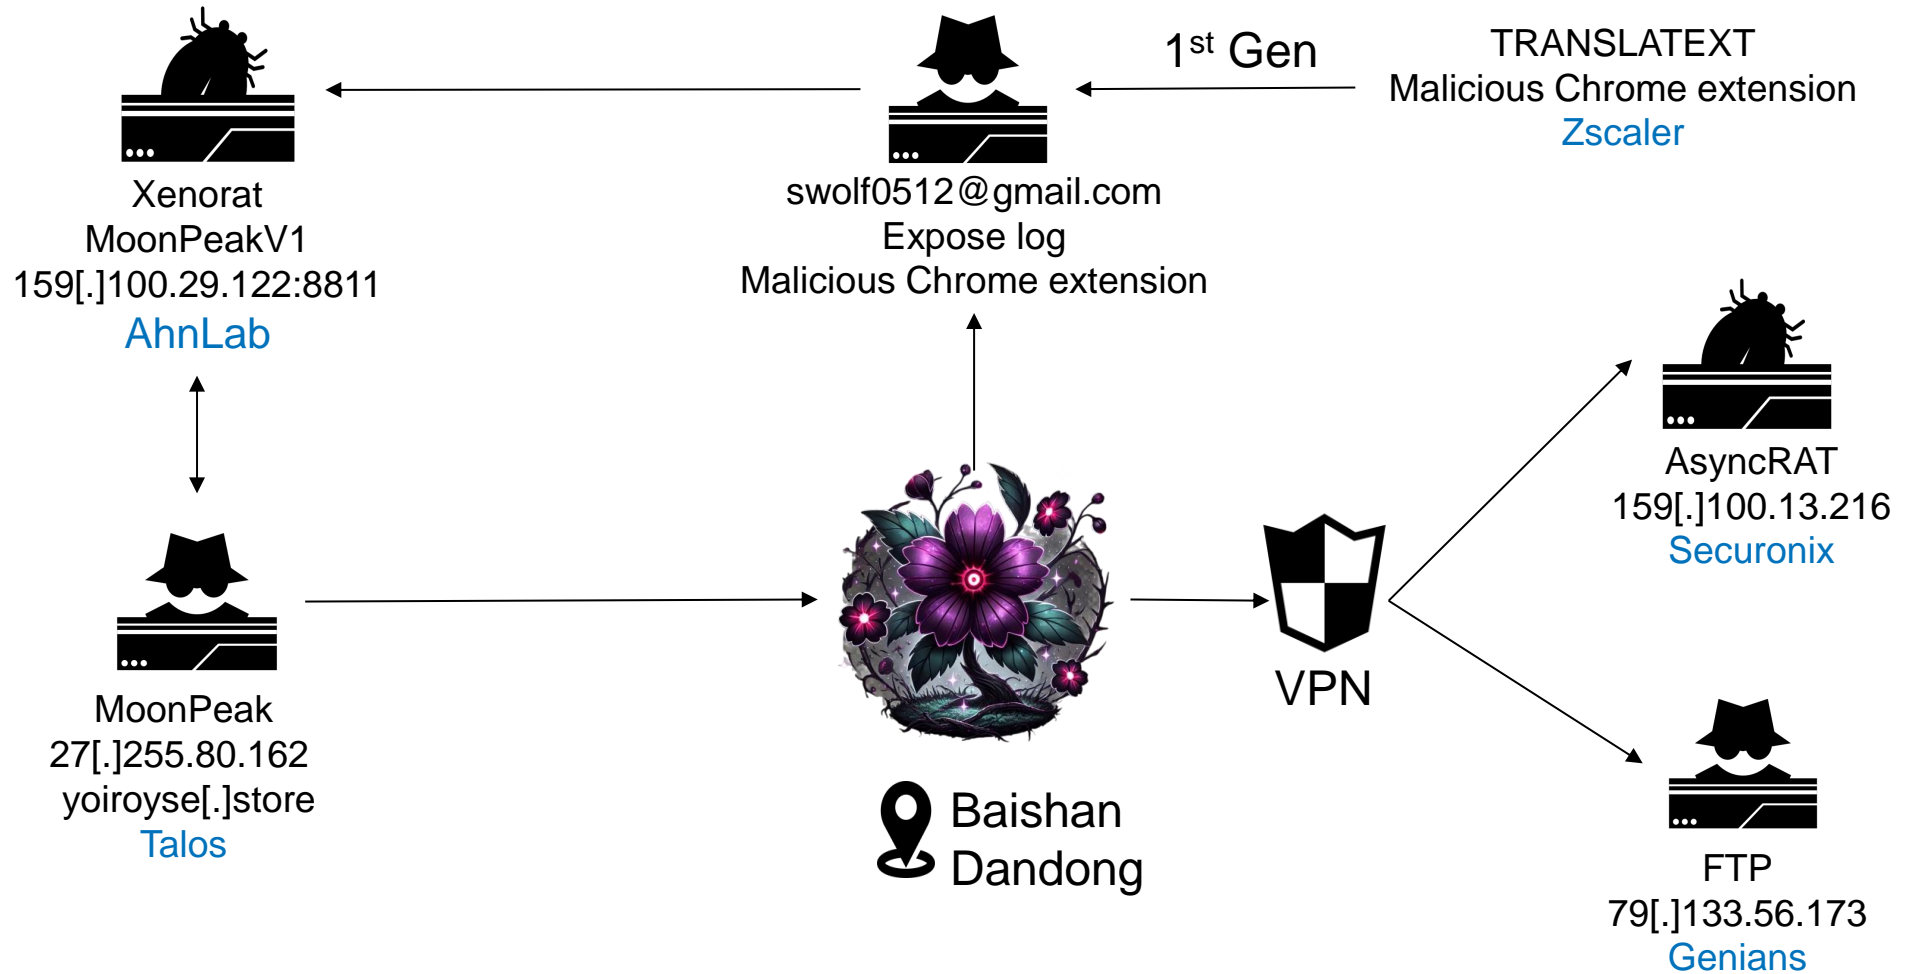 1st Gen
TRANSLATEXT
Malicious Chrome extension
Zscaler
Xenorat
MoonPeakV1
159[.]100.29.122:8811
AhnLab
swolf0512@gmail.com
Expose log
Malicious Chrome extension
AsyncRAT
159[.]100.13.216
Securonix
MoonPeak
27[.]255.80.162
yoiroyse[.]store
Talos
VPN
Baishan
Dandong
FTP
79[.]133.56.173
Genians